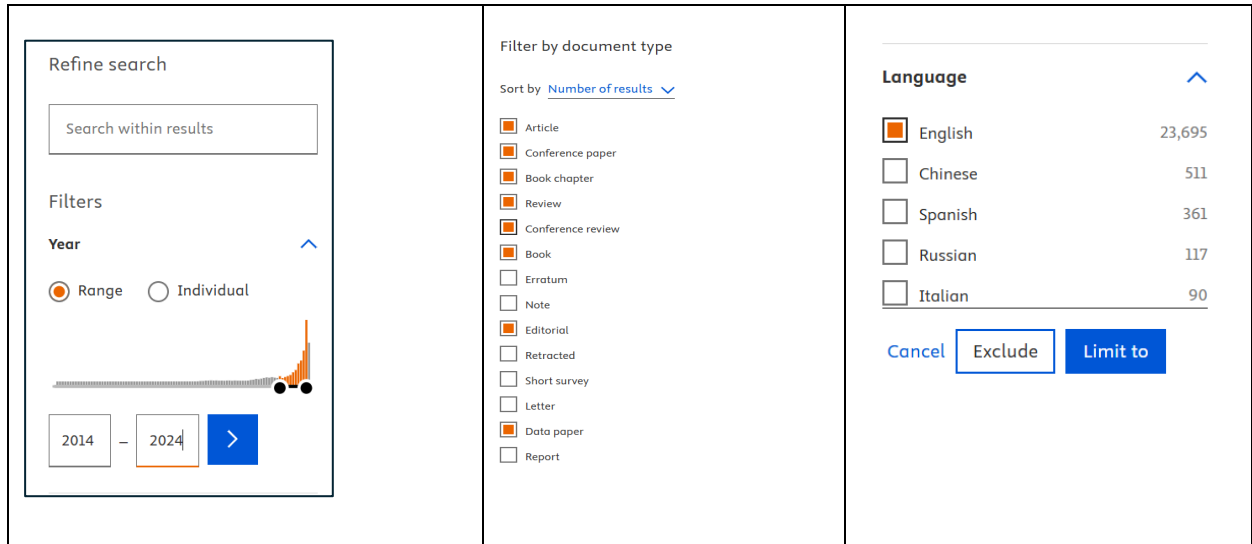 Refine search
Search within results
Filters
Year
Range
Individual
2014 – 2024
Filter by document type
Sort by Number of results
Article
Conference paper
Book chapter
Review
Conference review
Book
Erratum
Note
Editorial
Retracted
Short survey
Letter
Data paper
Report
Language
English 23,695
Chinese 511
Spanish 361
Russian 117
Italian 90
Cancel Exclude Limit to